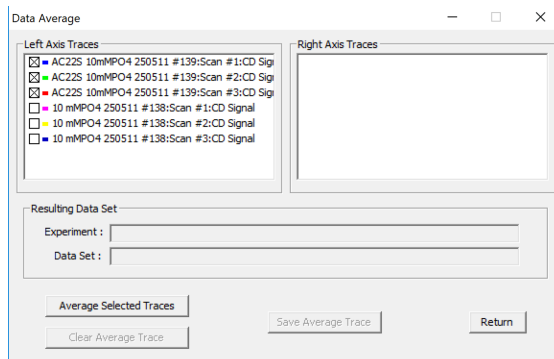 Data Average
Left Axis Traces
Right Axis Traces
AC22S 10mMPO4 250511 #139:Scan #1:CD Sign
AC22S 10mMPO4 250511 #139:Scan #2:CD Sign
AC22S 10mMPO4 250511 #139:Scan #3:CD Sign
10 mMPO4 250511 #138:Scan #1:CD Signal
10 mMPO4 250511 #138:Scan #2:CD Signal
10 mMPO4 250511 #138:Scan #3:CD Signal
Resulting Data Set
Experiment :
Data Set :
Average Selected Traces
Clear Average Trace
Save Average Trace
Return